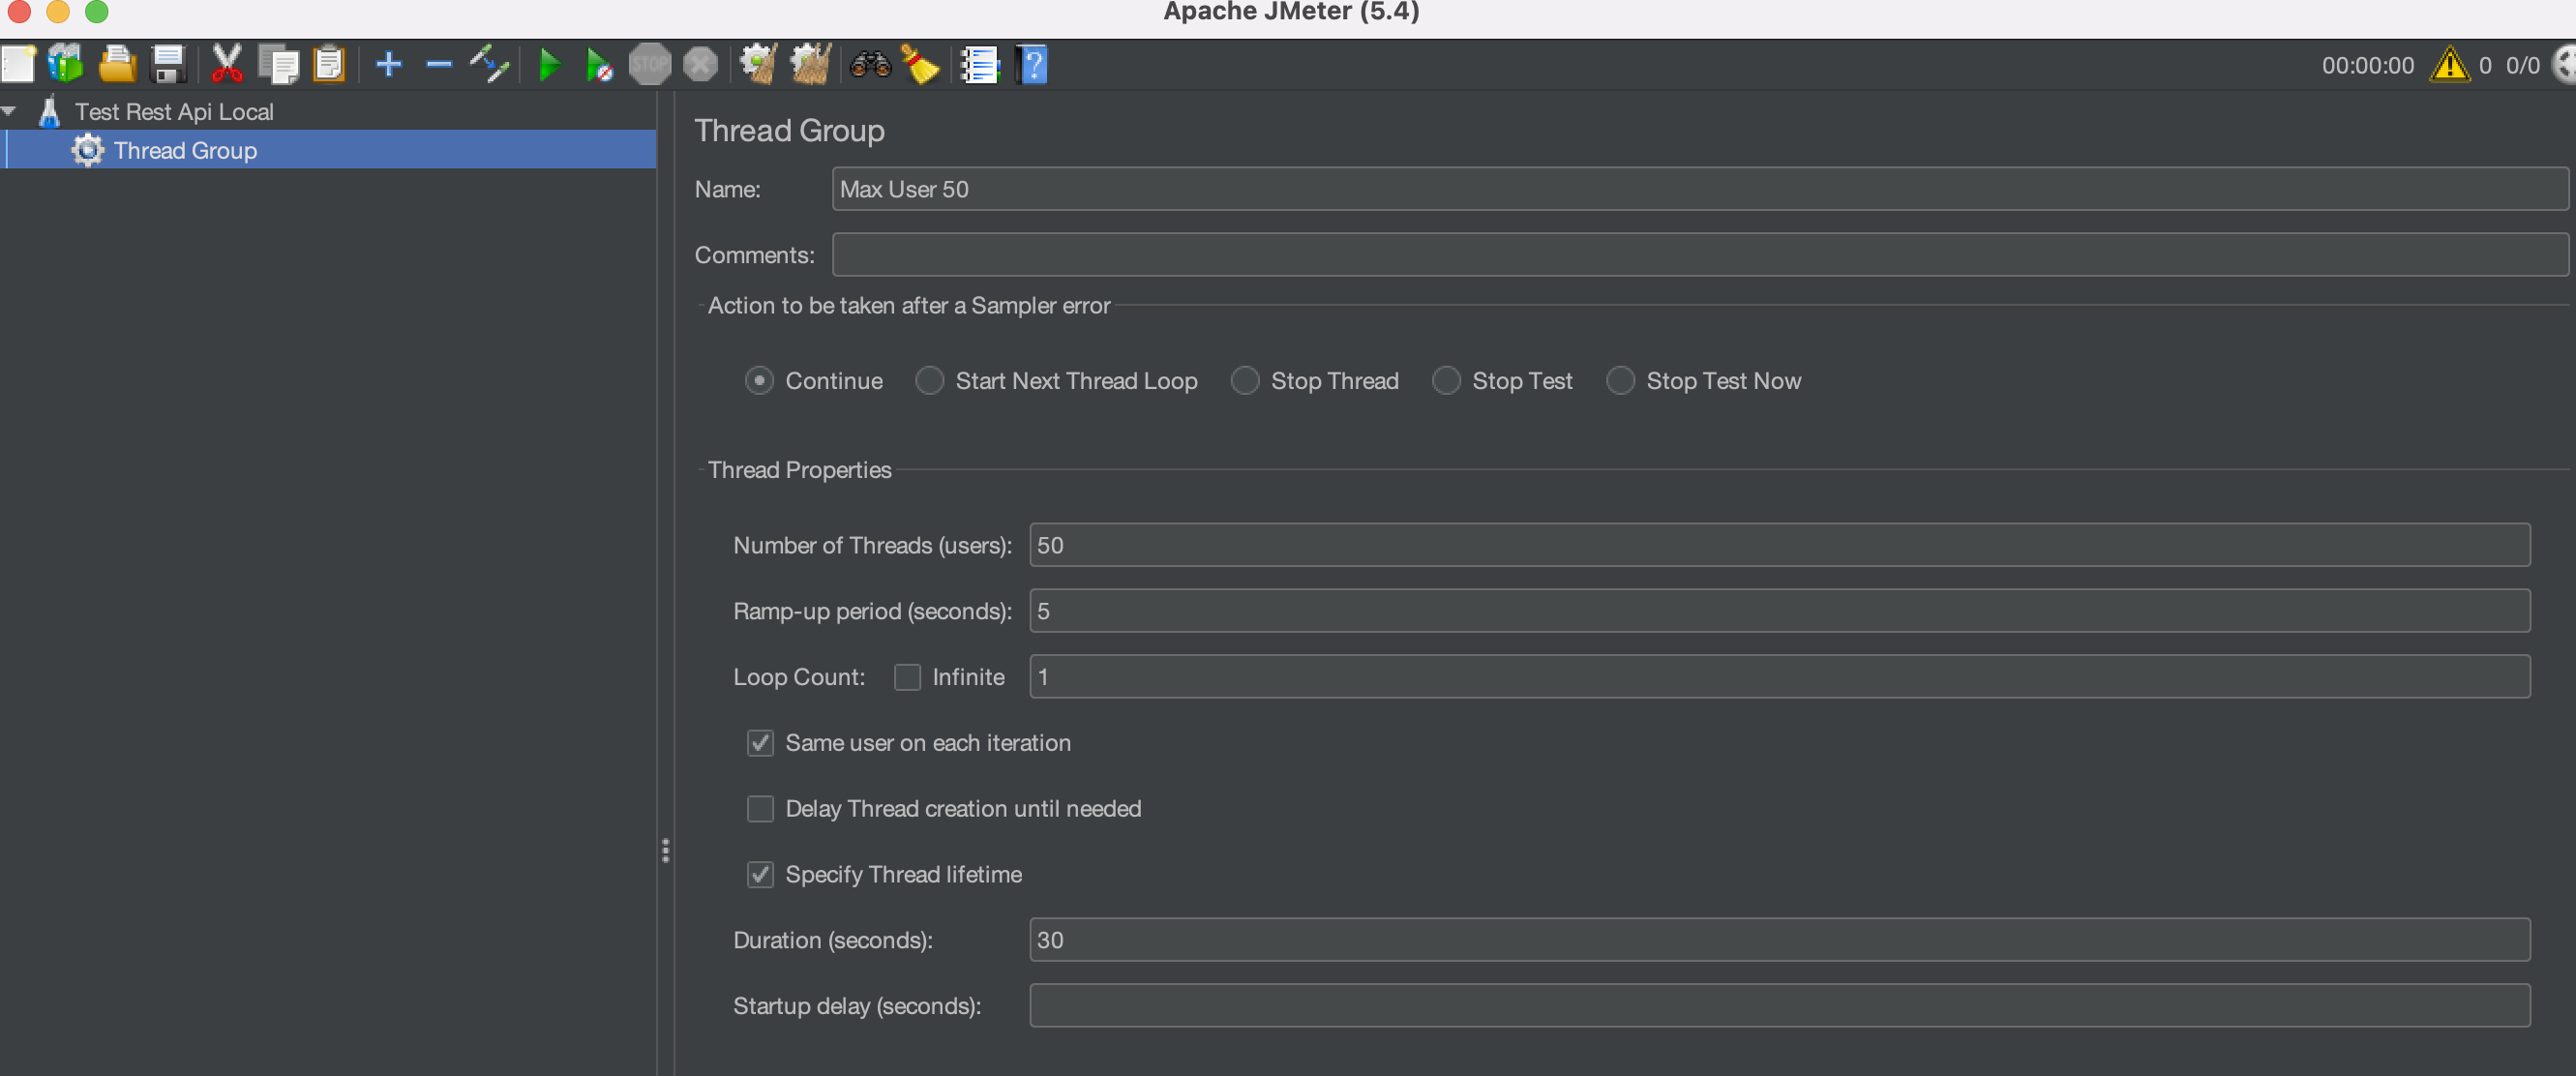 Apache JMeter (5.4)
STOP
00:00:00 0 0/0
Test Rest Api Local
Thread Group
Thread Group
Name: Max User 50
Comments:
Action to be taken after a Sampler error
Continue Start Next Thread Loop Stop Thread Stop Test Stop Test Now
Thread Properties
Number of Threads (users): 50
Ramp-up period (seconds): 5
Loop Count: Infinite 1
Same user on each iteration
Delay Thread creation until needed
Specify Thread lifetime
Duration (seconds): 30
Startup delay (seconds):